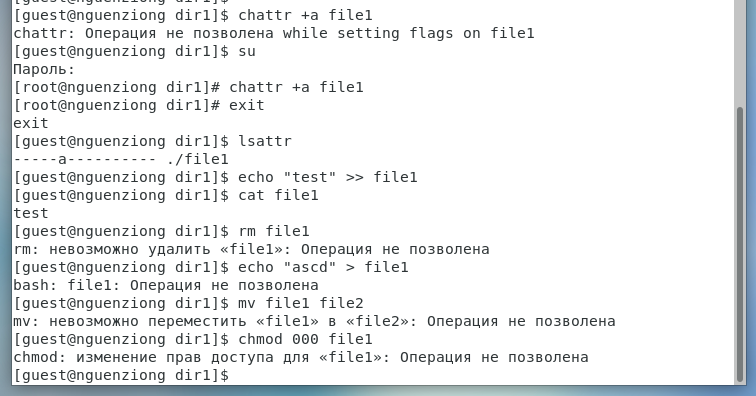 [guest@nguenziong dir1]$
[guest@nguenziong dir1]$ chattr +a file1
chattr: Операция не позволена while setting flags on file1
[guest@nguenziong dir1]$ su
Пароль:
[root@nguenziong dir1]# chattr +a file1
[root@nguenziong dir1]# exit
exit
[guest@nguenziong dir1]$ lsattr
-----a---------- ./file1
[guest@nguenziong dir1]$ echo "test" >> file1
[guest@nguenziong dir1]$ cat file1
test
[guest@nguenziong dir1]$ rm file1
rm: невозможно удалить «file1»: Операция не позволена
[guest@nguenziong dir1]$ echo "ascd" > file1
bash: file1: Операция не позволена
[guest@nguenziong dir1]$ mv file1 file2
mv: невозможно переместить «file1» в «file2»: Операция не позволена
[guest@nguenziong dir1]$ chmod 000 file1
chmod: изменение прав доступа для «file1»: Операция не позволена
[guest@nguenziong dir1]$